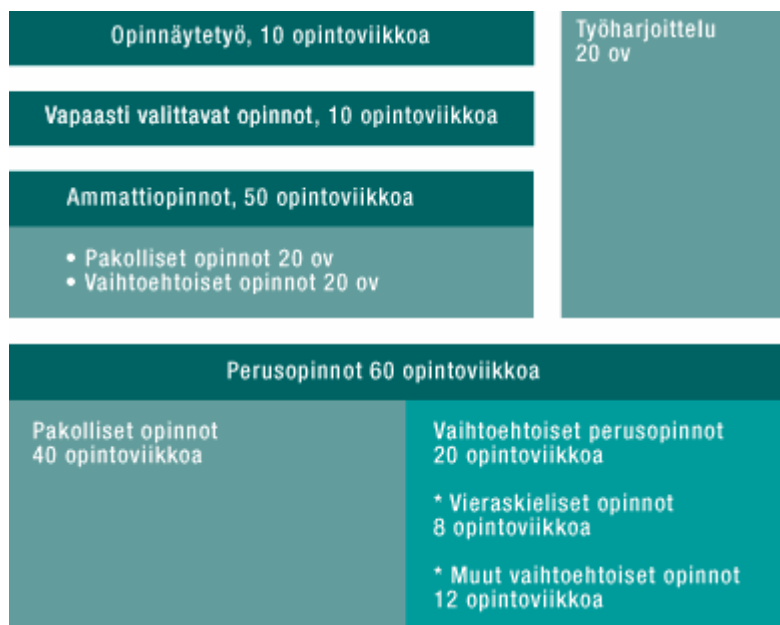 Opinnäytetyö, 10 opintoviikkoa
Työharjoittelu
20 ov
Vapaasti valittavat opinnot, 10 opintoviikkoa
Ammattiopinnot, 50 opintoviikkoa
• Pakolliset opinnot 20 ov
• Vaihtoehtoiset opinnot 20 ov
Perusopinnot 60 opintoviikkoa
Pakolliset opinnot
40 opintoviikkoa
Vaihtoehtoiset perusopinnot
20 opintoviikkoa
* Vieraskieliset opinnot
8 opintoviikkoa
* Muut vaihtoehtoiset opinnot
12 opintoviikkoa